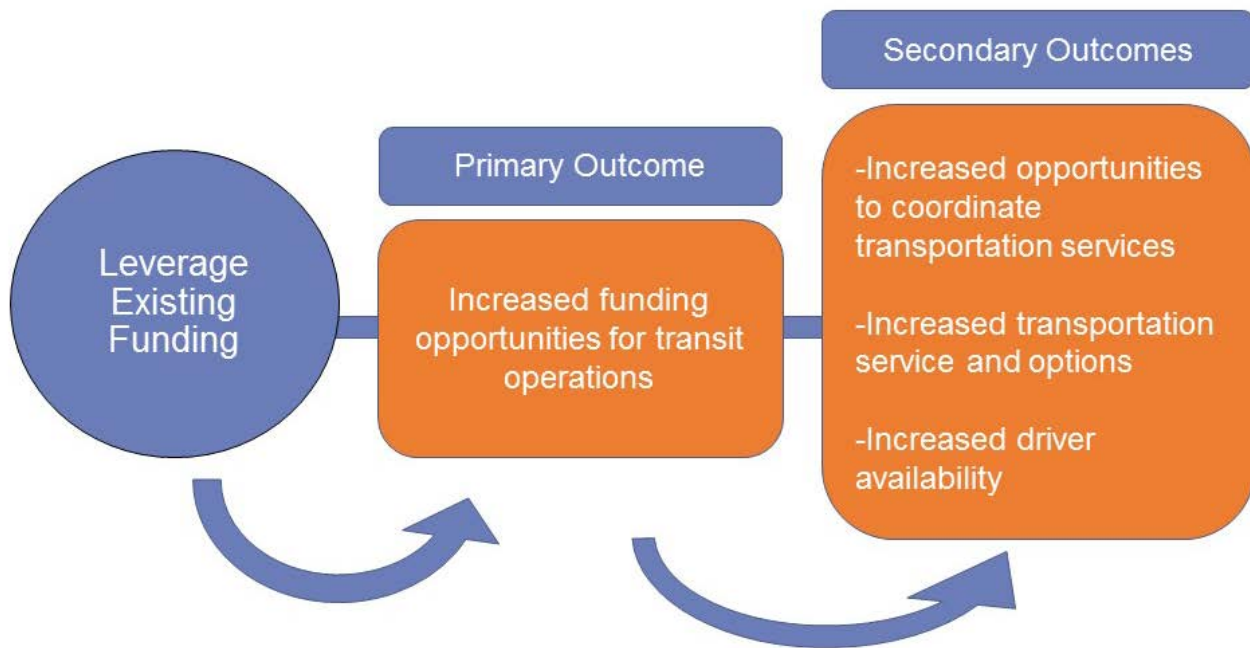 Leverage
Existing
Funding
Primary Outcome
Increased funding
opportunities for transit
operations
Secondary Outcomes
-Increased opportunities
to coordinate
transportation services
-Increased transportation
service and options
-Increased driver
availability